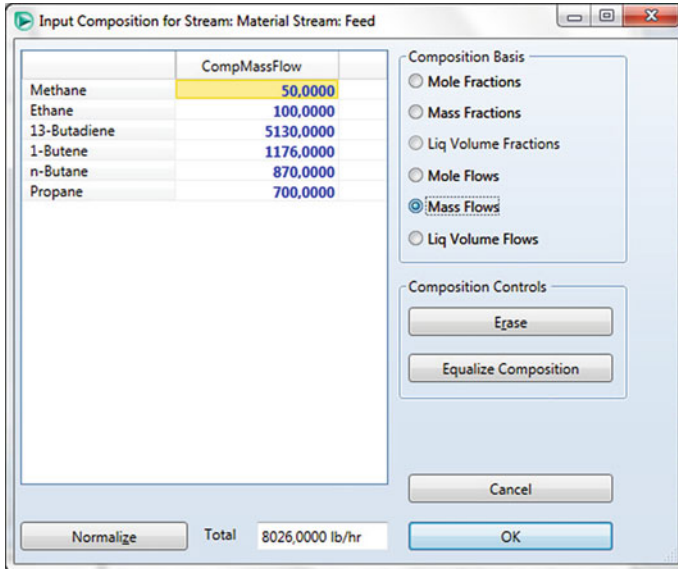 Input Composition for Stream: Material Stream: Feed
CompMassFlow
Methane 50,0000
Ethane 100,0000
13-Butadiene 5130,0000
1-Butene 1176,0000
n-Butane 870,0000
Propane 700,0000
Composition Basis
Mole Fractions
Mass Fractions
Liq Volume Fractions
Mole Flows
Mass Flows
Liq Volume Flows
Composition Controls
Erase
Equalize Composition
Cancel
Normalize Total 8026,0000 lb/hr OK